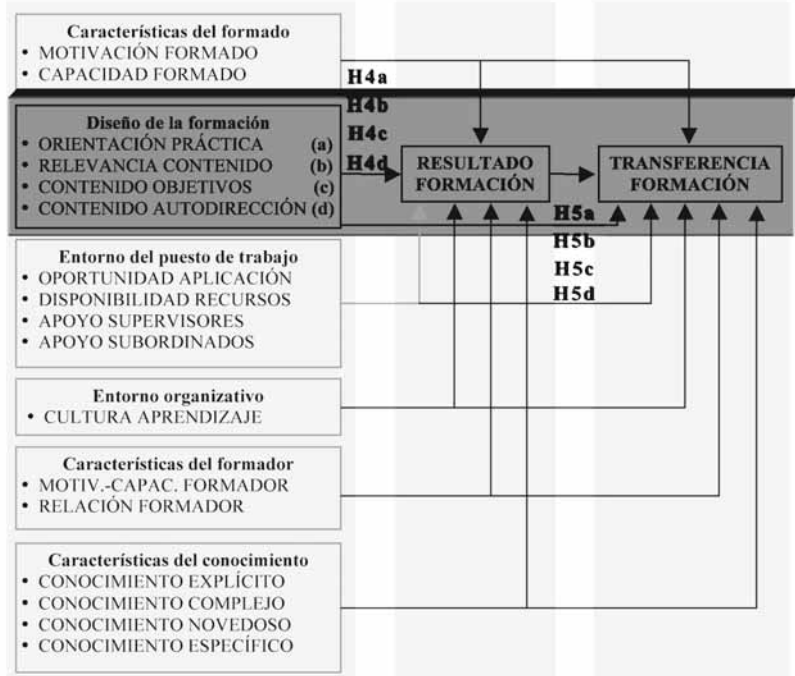 Características del formado
• MOTIVACIÓN FORMADO
• CAPACIDAD FORMADO
H4a
H4b
H4c
H4d
Diseño de la formación
• ORIENTACIÓN PRÁCTICA (a)
• RELEVANCIA CONTENIDO (b)
• CONTENIDO OBJETIVOS (c)
• CONTENIDO AUTODIRECCIÓN (d)
RESULTADO
FORMACIÓN
TRANSFERENCIA
FORMACIÓN
H5a
H5b
H5c
H5d
Entorno del puesto de trabajo
• OPORTUNIDAD APLICACIÓN
• DISPONIBILIDAD RECURSOS
• APOYO SUPERVISORES
• APOYO SUBORDINADOS
Entorno organizativo
• CULTURA APRENDIZAJE
Características del formador
• MOTIV.-CAPAC. FORMADOR
• RELACIÓN FORMADOR
Características del conocimiento
• CONOCIMIENTO EXPLÍCITO
• CONOCIMIENTO COMPLEJO
• CONOCIMIENTO NOVEDOSO
• CONOCIMIENTO ESPECÍFICO